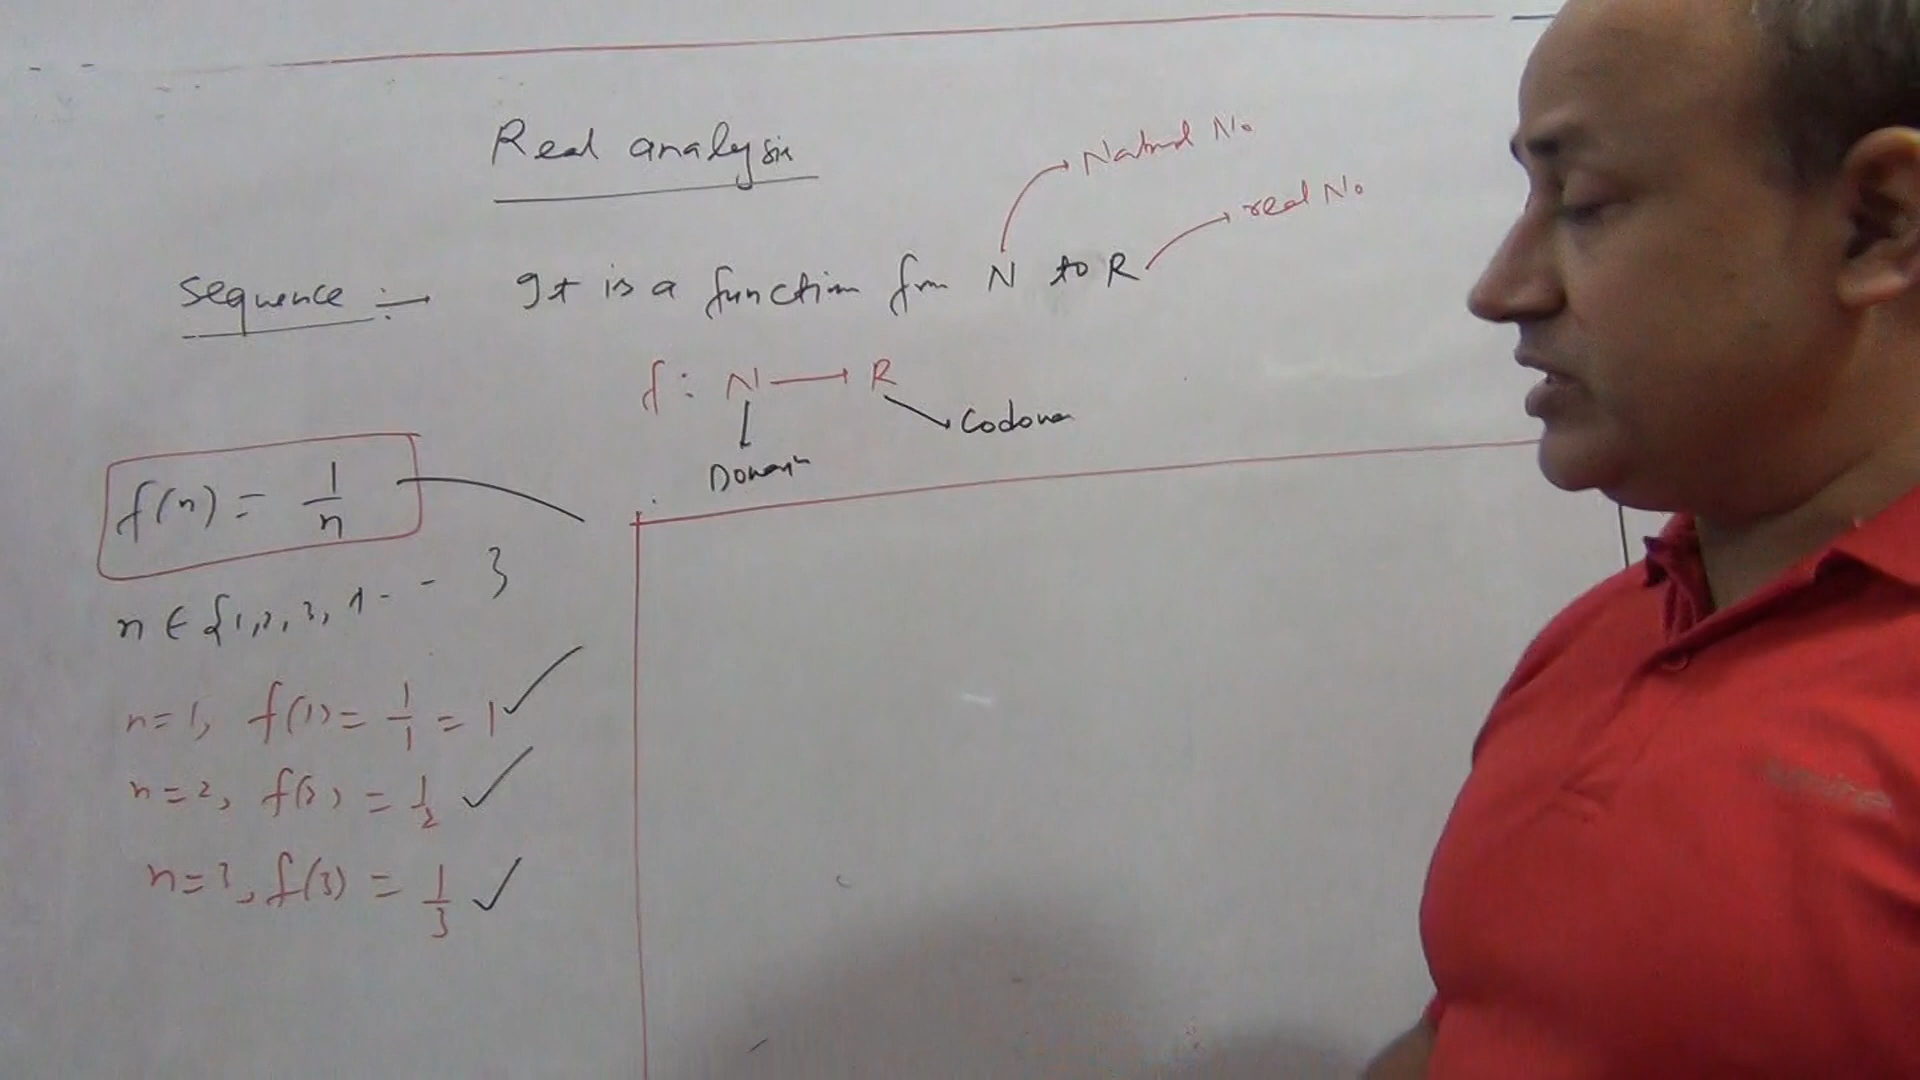 Real analysis
Natural No
real No
Sequence :→ It is a function from N to R
f: N → R
Codomain
Domain
f(n) = 1/n
n ∈ {1, 2, 3, 4 - - - }
n=1, f(1) = 1/1 = 1 ✓
n=2, f(2) = 1/2 ✓
n=3, f(3) = 1/3 ✓